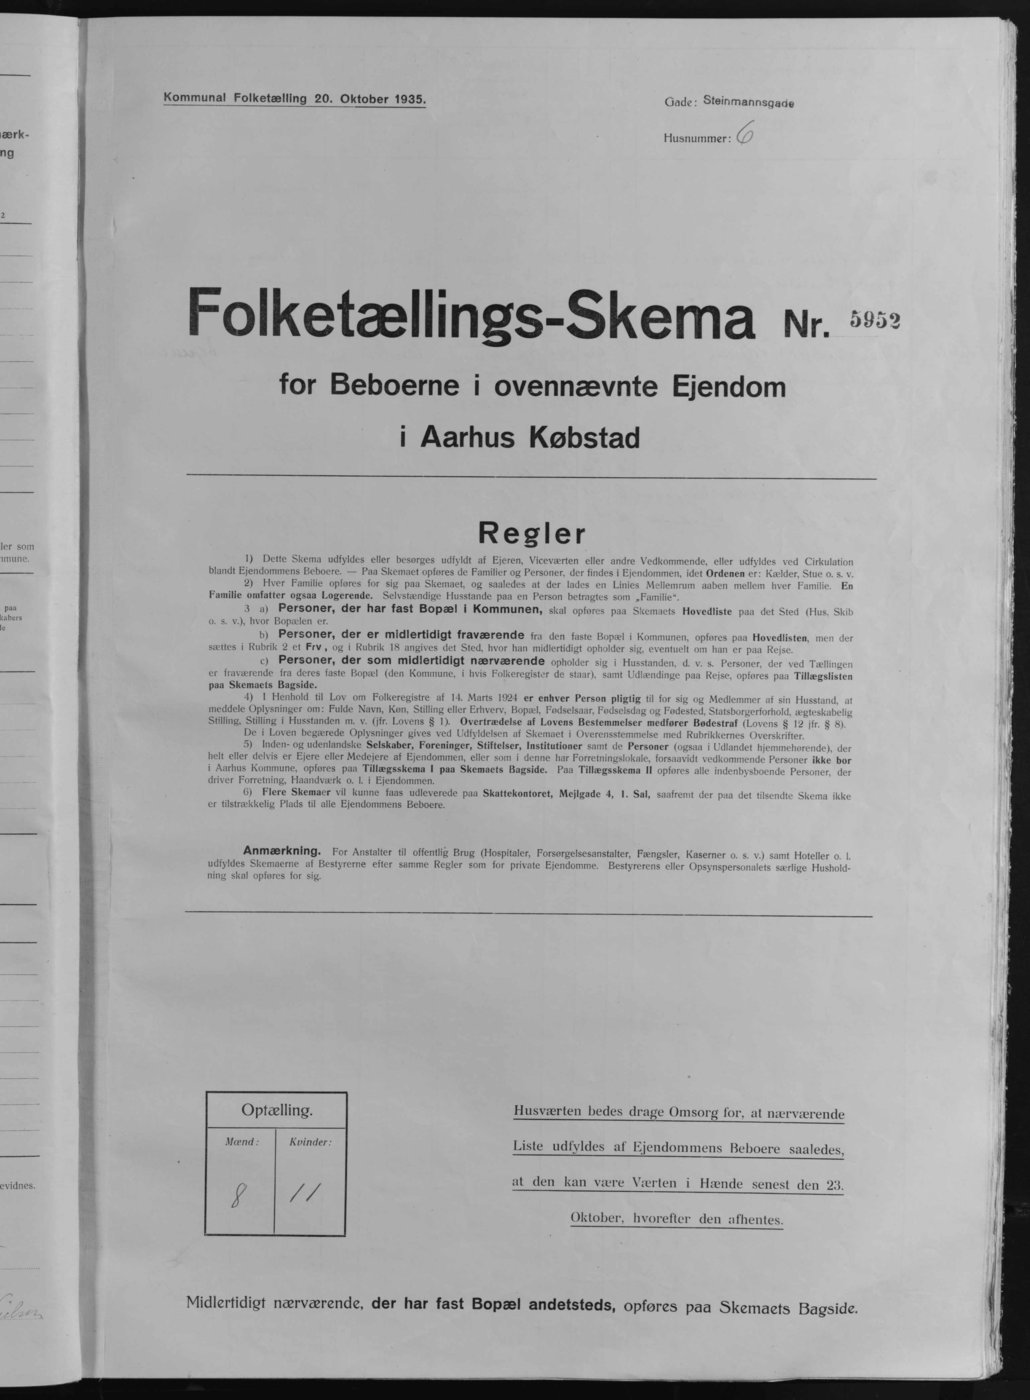 Kommunal Folketælling 20. Oktober 1935.
Gade: Steinmannsgade
Husnummer: 6
Folketællings-Skema Nr. 5952
for Beboerne i ovennævnte Ejendom
i Aarhus Købstad
Regler
1) Dette Skema udfyldes eller besørges udfyldt af Ejeren, Viceværten eller andre Vedkommende, eller udfyldes ved Cirkulation
blandt Ejendommens Beboere. — Paa Skemaet opføres de Familier og Personer, der findes i Ejendommen, idet Ordenen er: Kælder, Stue o. s. v.
2) Hver Familie opføres for sig paa Skemaet, og saaledes at der lades en Linies Mellemrum aaben mellem hver Familie. En
Familie omfatter ogsaa Logerende. Selvstændige Husstande paa en Person betragtes som „Familie".
3 a) Personer, der har fast Bopæl i Kommunen, skal opføres paa Skemaets Hovedliste paa det Sted (Hus, Skib
o. s. v.), hvor Bopælen er.
b) Personer, der er midlertidigt fraværende fra den faste Bopæl i Kommunen, opføres paa Hovedlisten, men der
sættes i Rubrik 2 et Frv, og i Rubrik 18 angives det Sted, hvor han midlertidigt opholder sig, eventuelt om han er paa Rejse.
c) Personer, der som midlertidigt nærværende opholder sig i Husstanden, d. v. s. Personer, der ved Tællingen
er fraværende fra deres faste Bopæl (den Kommune, i hvis Folkeregister de staar), samt Udlændinge paa Rejse, opføres paa Tillægslisten
paa Skemaets Bagside.
4) I Henhold til Lov om Folkeregistre af 14. Marts 1924 er enhver Person pligtig til for sig og Medlemmer af sin Husstand, at
meddele Oplysninger om: Fulde Navn, Køn, Stilling eller Erhverv, Bopæl, Fødselsaar, Fødselsdag og Fødested, Statsborgerforhold, ægteskabelig
Stilling, Stilling i Husstanden m. v. (jfr. Lovens § 1). Overtrædelse af Lovens Bestemmelser medfører Bødestraf (Lovens § 12 jfr. § 8).
De i Loven begærede Oplysninger gives ved Udfyldelsen af Skemaet i Overensstemmelse med Rubrikkernes Overskrifter.
5) Inden- og udenlandske Selskaber, Foreninger, Stiftelser, Institutioner samt de Personer (ogsaa i Udlandet hjemmehørende), der
helt eller delvis er Ejere eller Medejere af Ejendommen, eller som i denne har Forretningslokale, forsaavidt vedkommende Personer ikke bor
i Aarhus Kommune, opføres paa Tillægsskema I paa Skemaets Bagside. Paa Tillægsskema II opføres alle indenbysboende Personer, der
driver Forretning, Haandværk o. l. i Ejendommen.
6) Flere Skemaer vil kunne faas udleverede paa Skattekontoret, Mejlgade 4, 1. Sal, saafremt der paa det tilsendte Skema ikke
er tilstrækkelig Plads til alle Ejendommens Beboere.
Anmærkning. For Anstalter til offentlig Brug (Hospitaler, Forsørgelsesanstalter, Fængsler, Kaserner o. s. v.) samt Hoteller o. l.
udfyldes Skemaerne af Bestyrerne efter samme Regler som for private Ejendomme. Bestyrerens eller Opsynspersonalets særlige Hushold-
ning skal opføres for sig.
Optælling.
Mænd: Kvinder:
8 11
Husværten bedes drage Omsorg for, at nærværende
Liste udfyldes af Ejendommens Beboere saaledes,
at den kan være Værten i Hænde senest den 23.
Oktober, hvorefter den afhentes.
Midlertidigt nærværende, der har fast Bopæl andetsteds, opføres paa Skemaets Bagside.